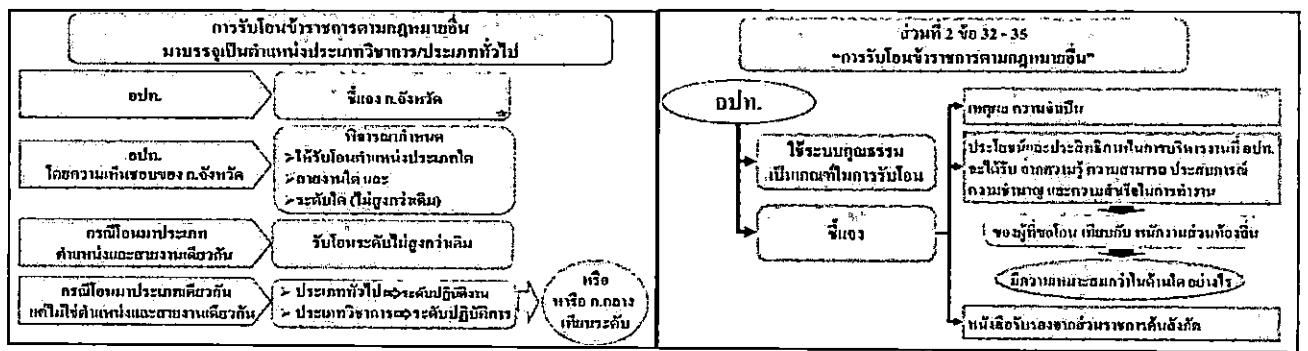 การรับโอนข้าราชการตามกฎหมายอื่น
มาบรรจุเป็นตำแหน่งประเภทวิชาการ/ประเภททั่วไป
อปท.
ชี้แจง ก.จังหวัด
อปท.
โดยความเห็นชอบของ ก.จังหวัด
พิจารณากำหนด
➢ให้รับโอนตำแหน่งประเภทใด
➢สายงานใด และ
➢ระดับใด (ไม่สูงกว่าเดิม)
กรณีโอนมาประเภท
ตำแหน่งและสายงานเดียวกัน
รับโอนระดับไม่สูงกว่าเดิม
กรณีโอนมาประเภทเดียวกัน
แต่ไม่ใช่ตำแหน่งและสายงานเดียวกัน
➢ ประเภททั่วไป⇨ระดับปฏิบัติงาน
➢ ประเภทวิชาการ⇨ระดับปฏิบัติการ
หรือ
หารือ ก.กลาง
เทียบระดับ
ส่วนที่ 2 ข้อ 32 - 35
“การรับโอนข้าราชการตามกฎหมายอื่น”
อปท.
ใช้ระบบคุณธรรม
เป็นเกณฑ์ในการรับโอน
ชี้แจง
เหตุผล ความจำเป็น
ประโยชน์และประสิทธิภาพในการบริหารงานที่ อปท.
จะได้รับ จากความรู้ ความสามารถ ประสบการณ์
ความชำนาญ และความสำเร็จในการทำงาน
ของผู้ที่ขอโอน เทียบกับ พนักงานส่วนท้องถิ่น
มีความเหมาะสมกว่าในด้านใด อย่างไร
หนังสือรับรองจากส่วนราชการต้นสังกัด